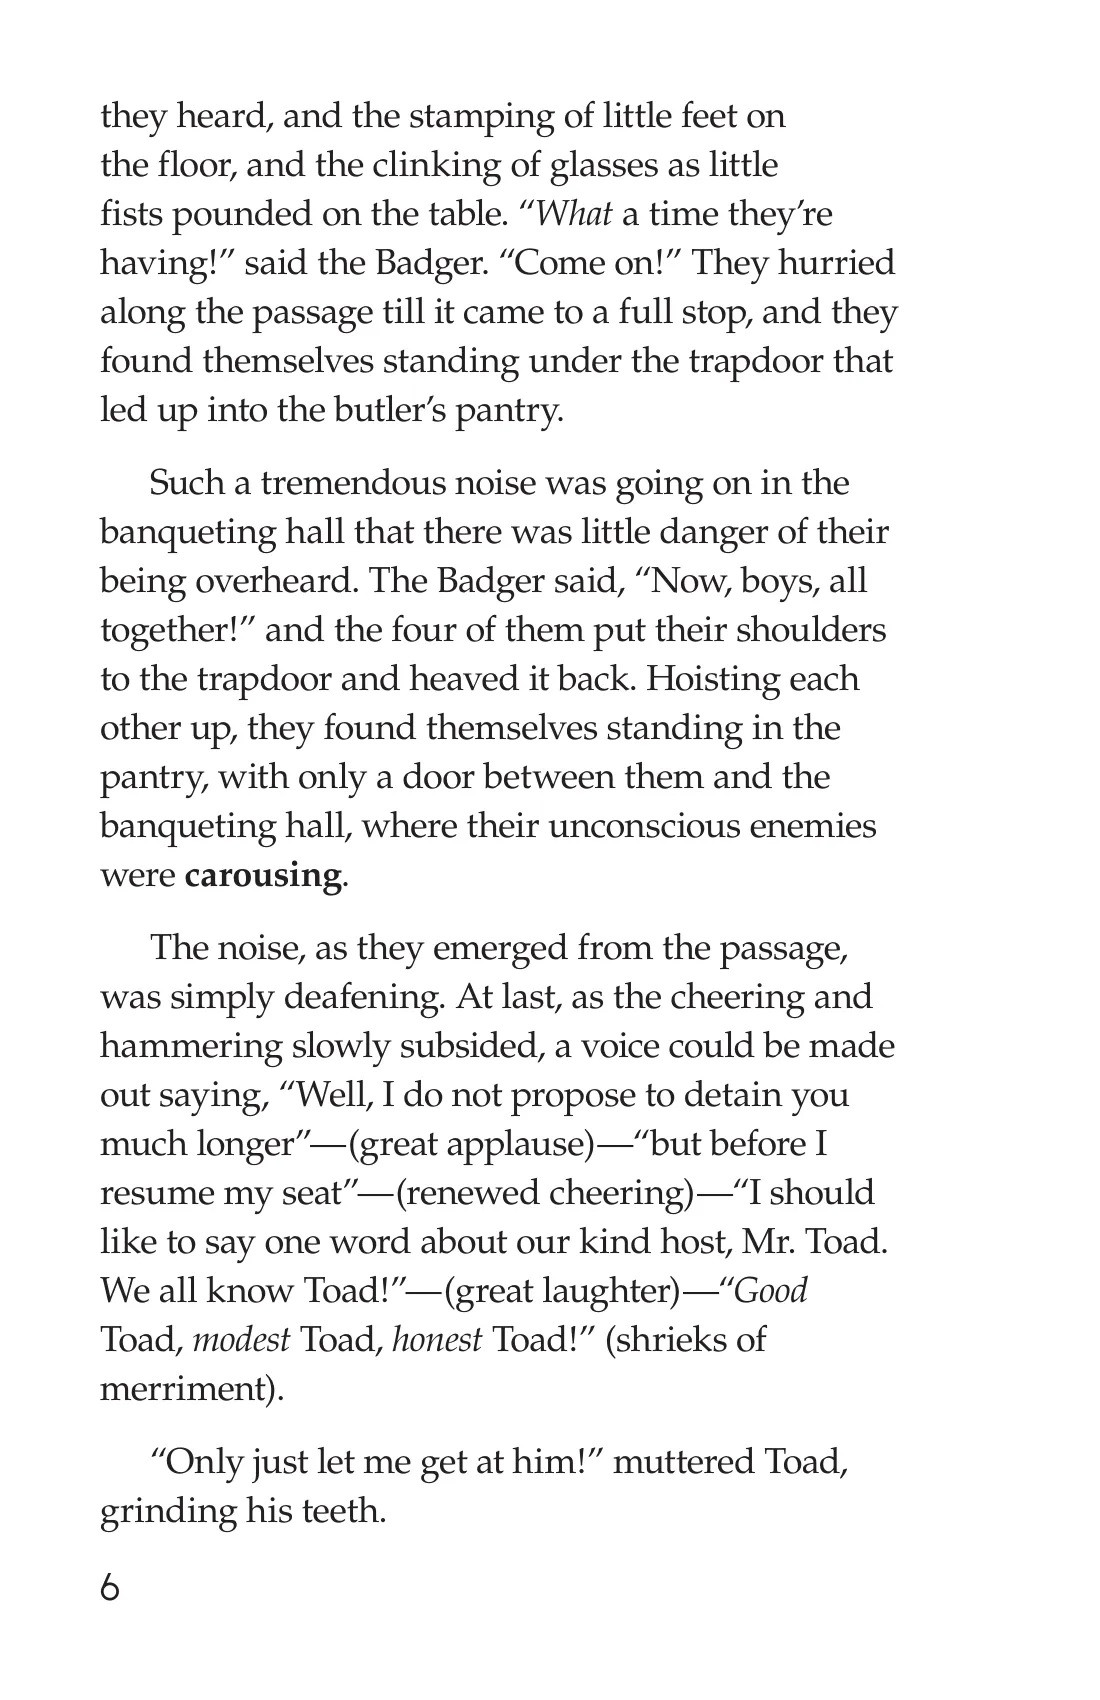 they heard, and the stamping of little feet on
the floor, and the clinking of glasses as little
fists pounded on the table. “What a time they’re
having!” said the Badger. “Come on!” They hurried
along the passage till it came to a full stop, and they
found themselves standing under the trapdoor that
led up into the butler’s pantry.
Such a tremendous noise was going on in the
banqueting hall that there was little danger of their
being overheard. The Badger said, “Now, boys, all
together!” and the four of them put their shoulders
to the trapdoor and heaved it back. Hoisting each
other up, they found themselves standing in the
pantry, with only a door between them and the
banqueting hall, where their unconscious enemies
were carousing.
The noise, as they emerged from the passage,
was simply deafening. At last, as the cheering and
hammering slowly subsided, a voice could be made
out saying, “Well, I do not propose to detain you
much longer”—(great applause)—“but before I
resume my seat”—(renewed cheering)—“I should
like to say one word about our kind host, Mr. Toad.
We all know Toad!”—(great laughter)—“Good
Toad, modest Toad, honest Toad!” (shrieks of
merriment).
“Only just let me get at him!” muttered Toad,
grinding his teeth.
6